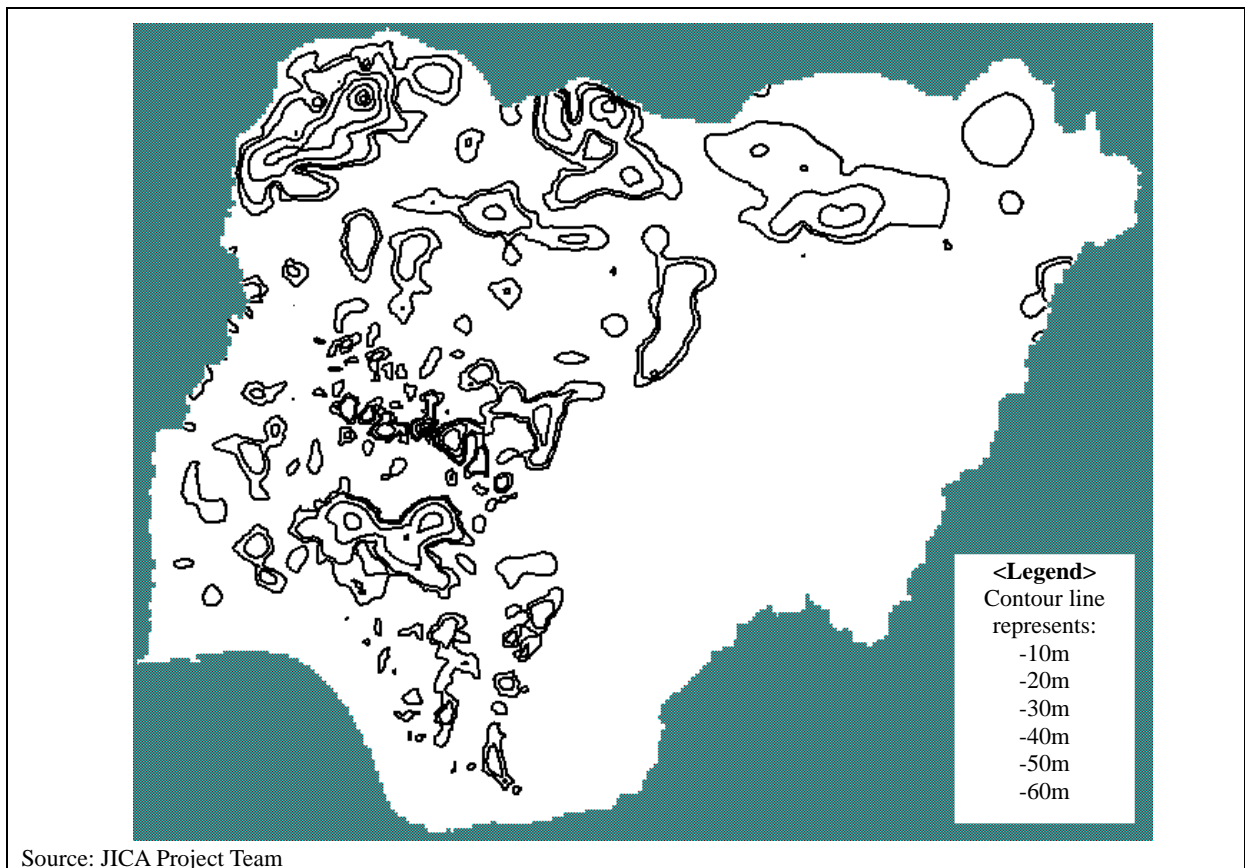 <Legend>
Contour line
represents:
-10m
-20m
-30m
-40m
-50m
-60m
Source: JICA Project Team